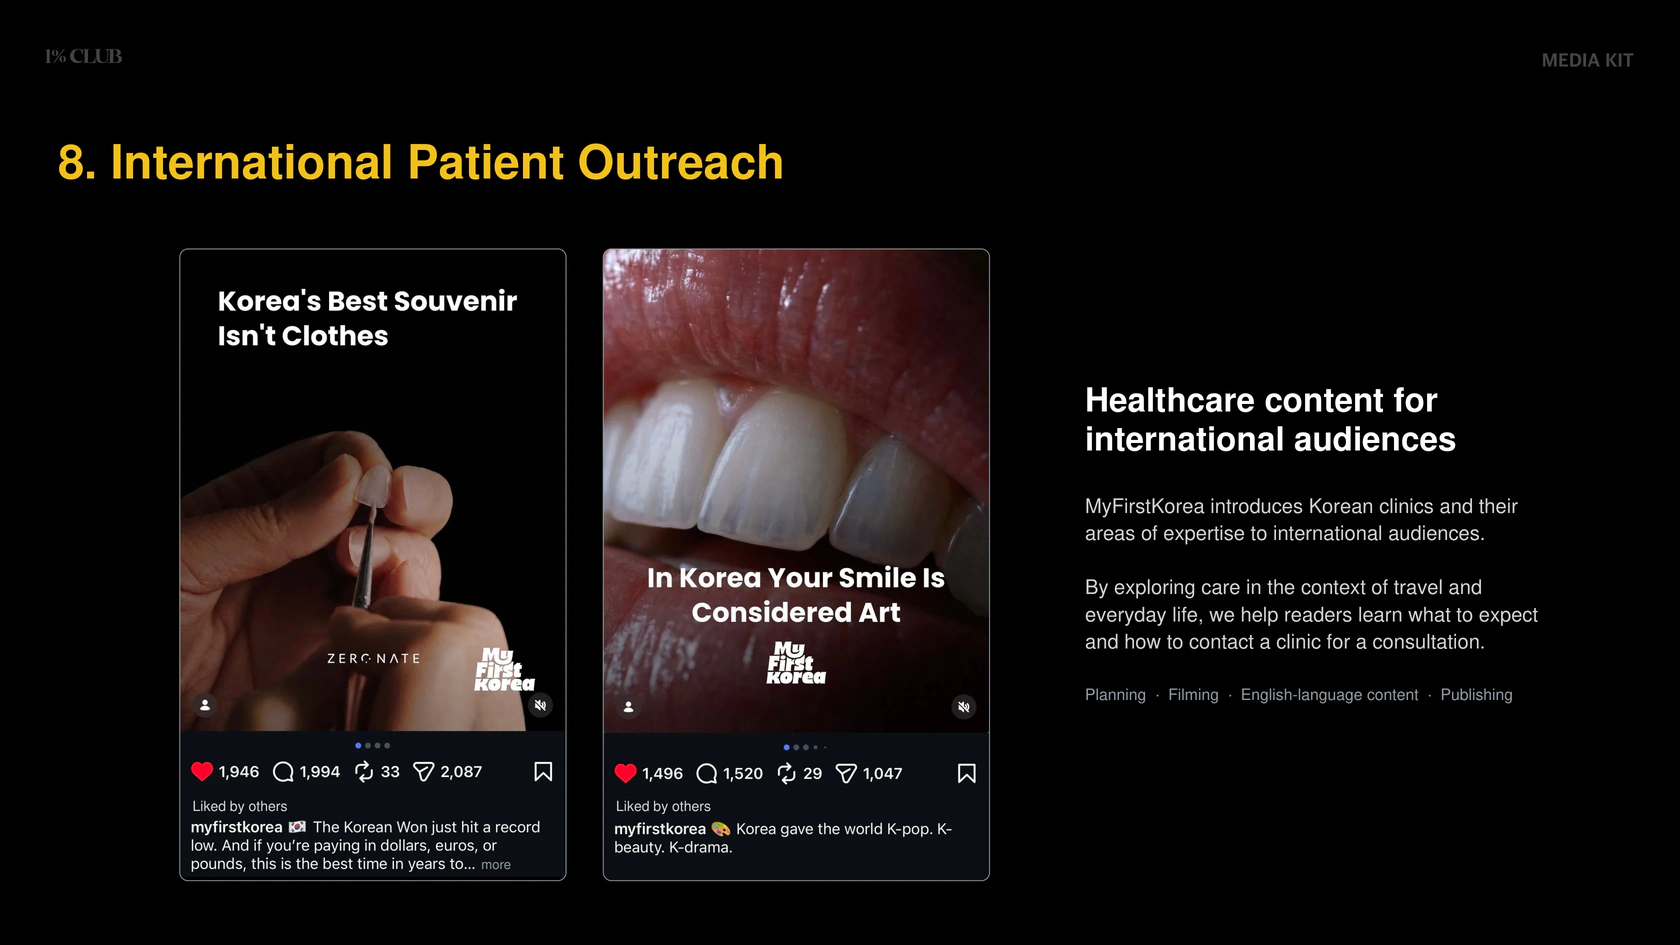 1% CLUB
MEDIA KIT
8. International Patient Outreach
Korea's Best Souvenir
Isn't Clothes
ZERONATE
My
First
Korea
1,946 1,994 33 2,087
Liked by others
myfirstkorea 🇰🇷 The Korean Won just hit a record
low. And if you’re paying in dollars, euros, or
pounds, this is the best time in years to... more
In Korea Your Smile Is
Considered Art
My
First
Korea
1,496 1,520 29 1,047
Liked by others
myfirstkorea 🎨 Korea gave the world K-pop. K-
beauty. K-drama.
Healthcare content for
international audiences
MyFirstKorea introduces Korean clinics and their
areas of expertise to international audiences.
By exploring care in the context of travel and
everyday life, we help readers learn what to expect
and how to contact a clinic for a consultation.
Planning · Filming · English-language content · Publishing